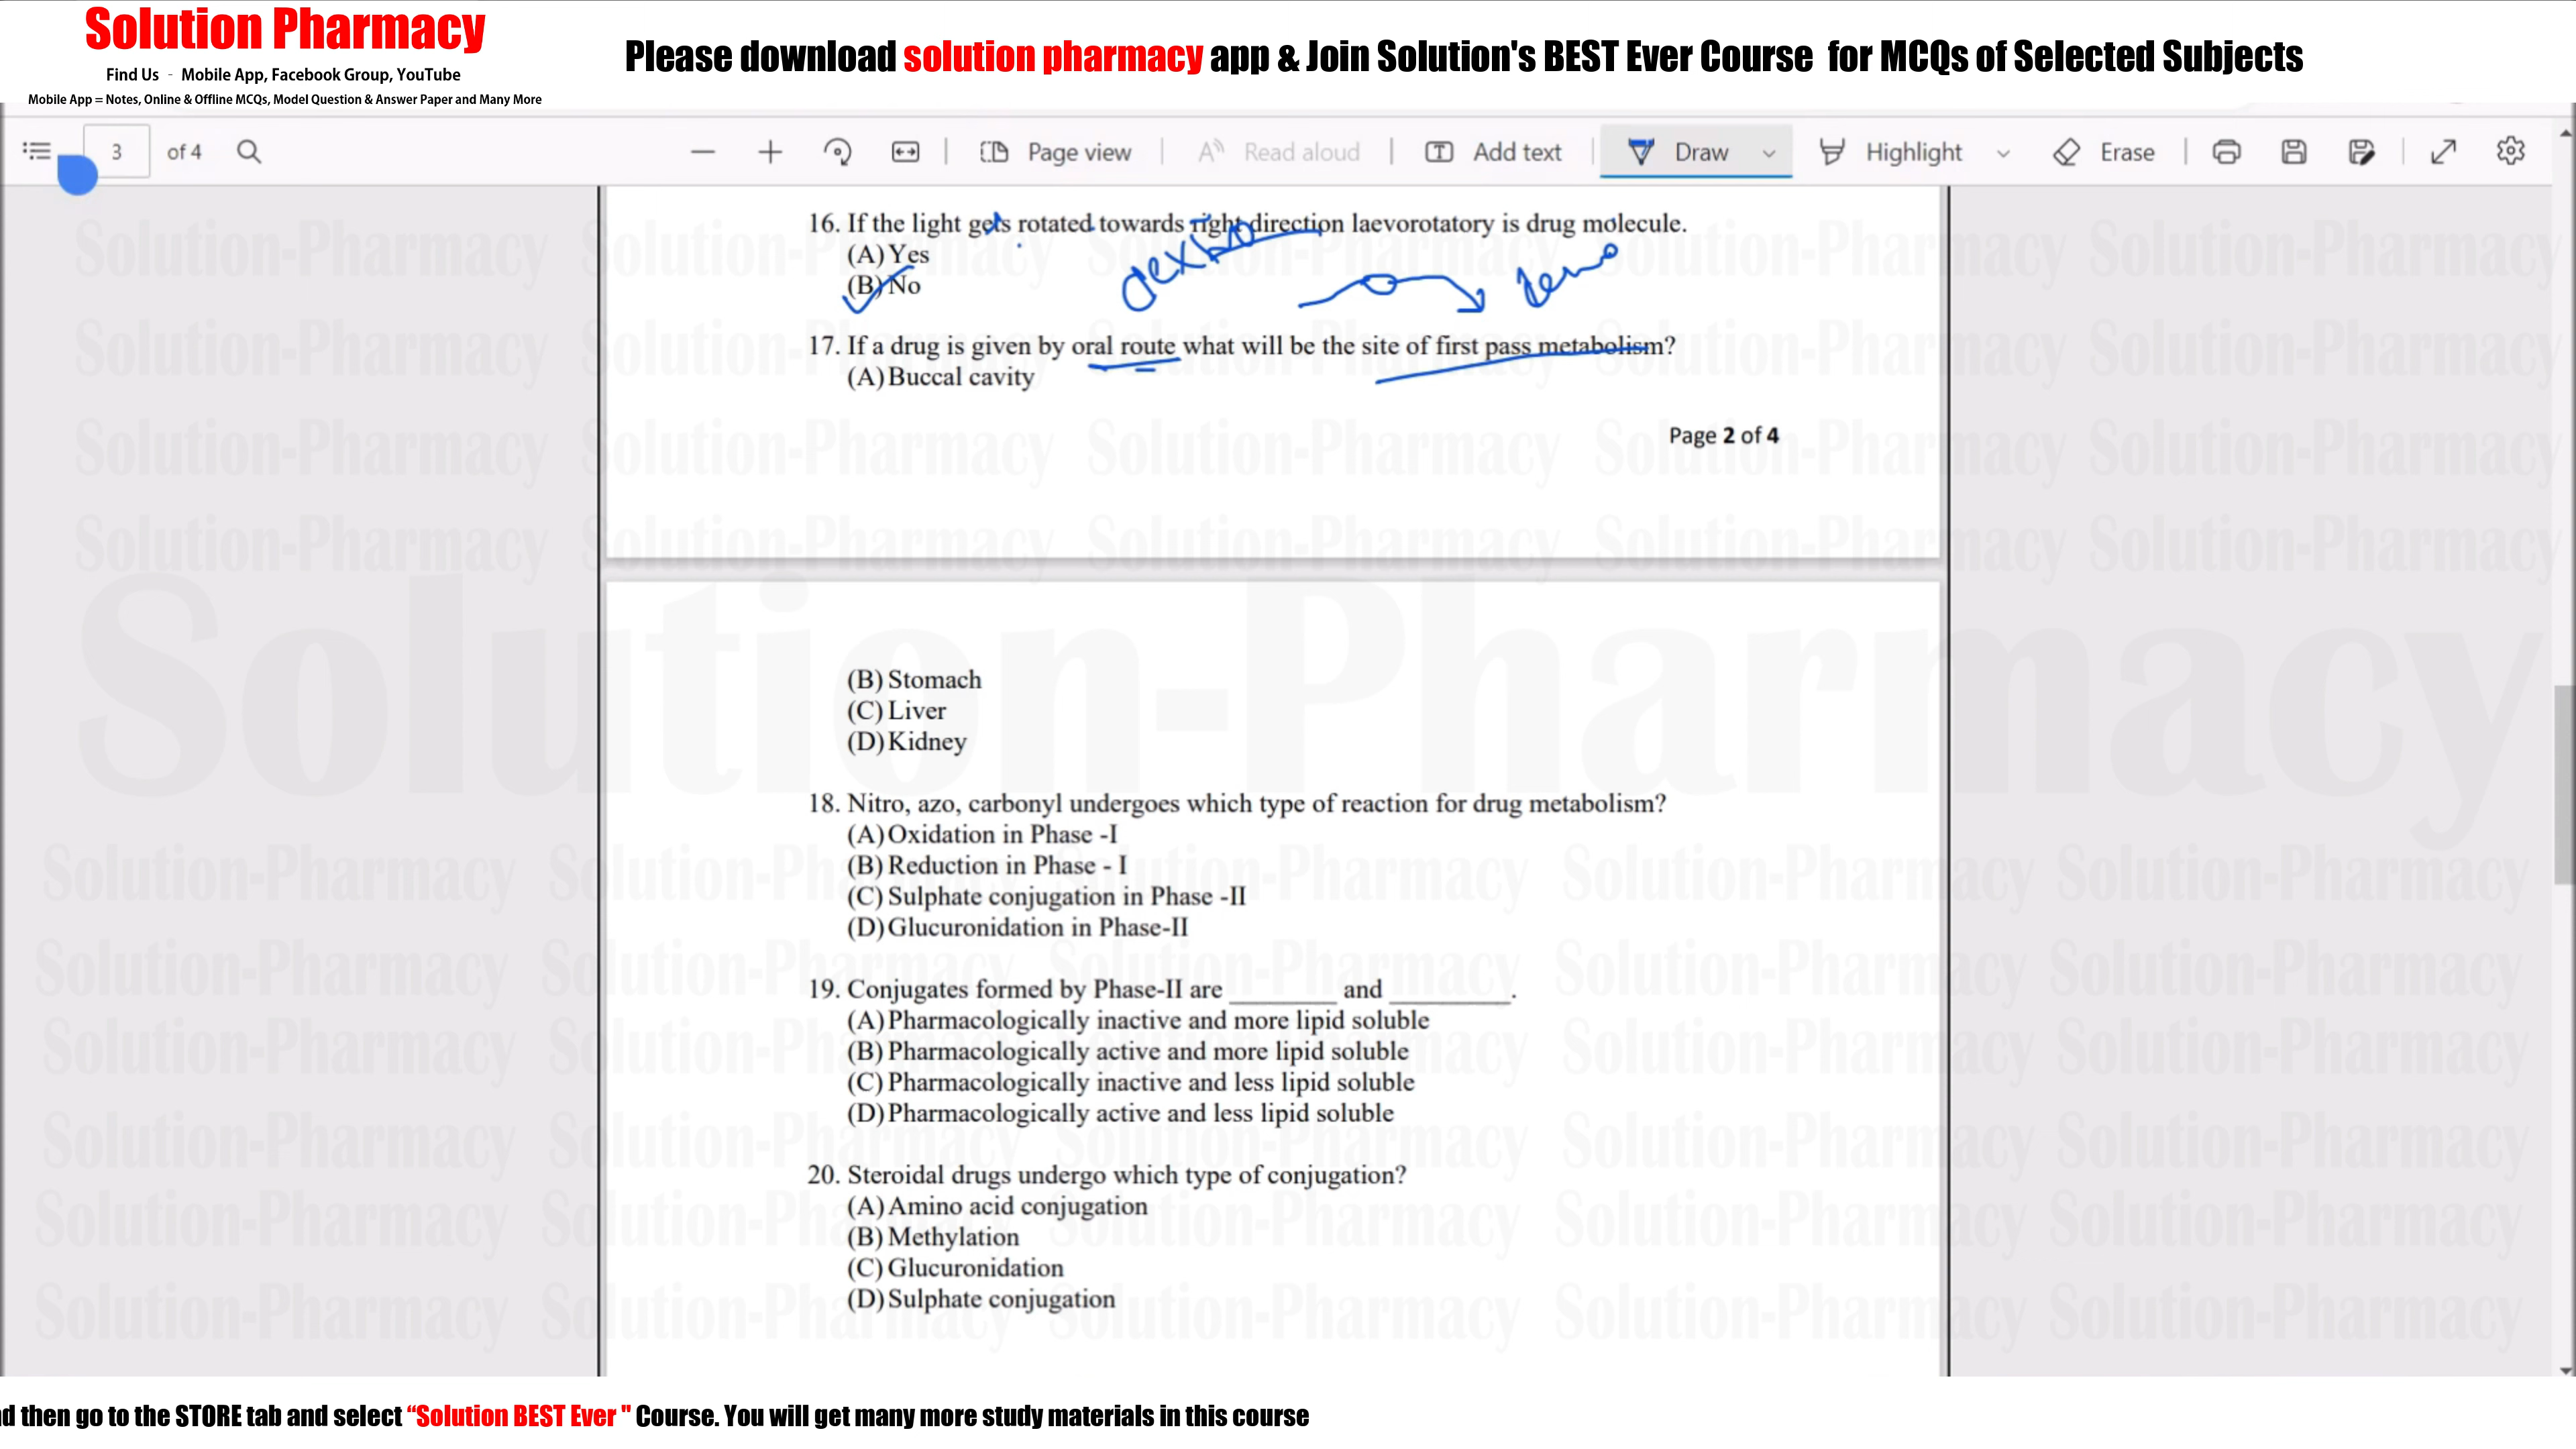 Solution Pharmacy
Find Us - Mobile App, Facebook Group, YouTube
Mobile App = Notes, Online & Offline MCQs, Model Question & Answer Paper and Many More
Please download solution pharmacy app & Join Solution's BEST Ever Course for MCQs of Selected Subjects
3 of 4 Page view Read aloud Add text Draw Highlight Erase
16. If the light gets rotated towards right direction laevorotatory is drug molecule.
(A) Yes
(B) No
dextro
17. If a drug is given by oral route what will be the site of first pass metabolism?
(A) Buccal cavity
Page 2 of 4
(B) Stomach
(C) Liver
(D) Kidney
18. Nitro, azo, carbonyl undergoes which type of reaction for drug metabolism?
(A) Oxidation in Phase -I
(B) Reduction in Phase - I
(C) Sulphate conjugation in Phase -II
(D) Glucuronidation in Phase-II
19. Conjugates formed by Phase-II are ________ and _________.
(A) Pharmacologically inactive and more lipid soluble
(B) Pharmacologically active and more lipid soluble
(C) Pharmacologically inactive and less lipid soluble
(D) Pharmacologically active and less lipid soluble
20. Steroidal drugs undergo which type of conjugation?
(A) Amino acid conjugation
(B) Methylation
(C) Glucuronidation
(D) Sulphate conjugation
Solution-Pharmacy
then go to the STORE tab and select “Solution BEST Ever " Course. You will get many more study materials in this course